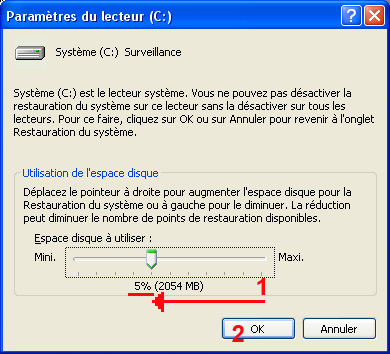 Paramètres du lecteur (C:)
Système (C:) Surveillance
Système (C:) est le lecteur système. Vous ne pouvez pas désactiver la
restauration du système sur ce lecteur sans la désactiver sur tous les
lecteurs. Pour ce faire, cliquez sur OK ou sur Annuler pour revenir à l'onglet
Restauration du système.
Utilisation de l'espace disque
Déplacez le pointeur à droite pour augmenter l'espace disque pour la
Restauration du système ou à gauche pour le diminuer. La réduction
peut diminuer le nombre de points de restauration disponibles.
Espace disque à utiliser :
Mini. Maxi.
5% (2054 MB) 1
2 OK Annuler